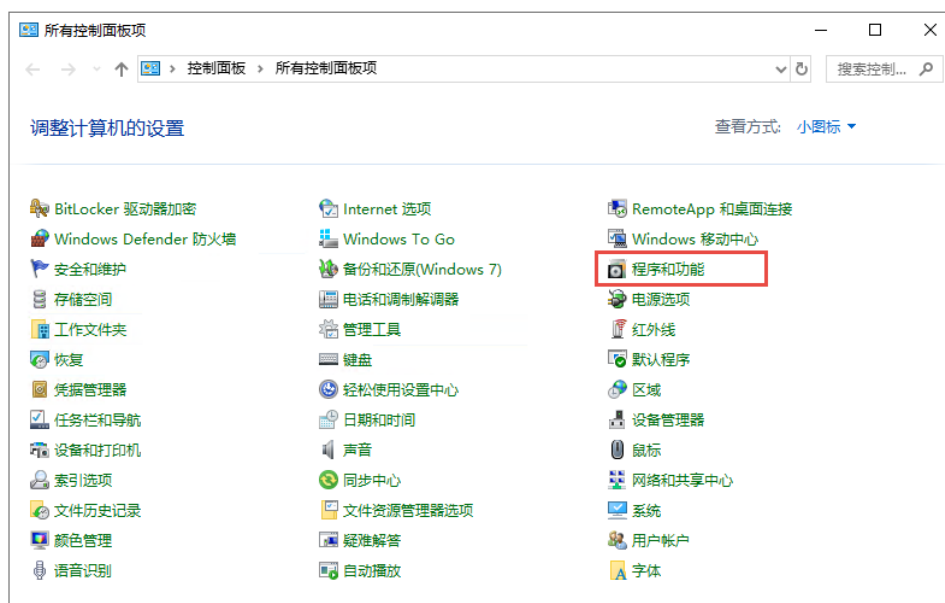 所有控制面板项
控制面板 › 所有控制面板项 搜索控制...
调整计算机的设置 查看方式: 小图标
BitLocker 驱动器加密 Internet 选项 RemoteApp 和桌面连接
Windows Defender 防火墙 Windows To Go Windows 移动中心
安全和维护 备份和还原(Windows 7) 程序和功能
存储空间 电话和调制解调器 电源选项
工作文件夹 管理工具 红外线
恢复 键盘 默认程序
凭据管理器 轻松使用设置中心 区域
任务栏和导航 日期和时间 设备管理器
设备和打印机 声音 鼠标
索引选项 同步中心 网络和共享中心
文件历史记录 文件资源管理器选项 系统
颜色管理 疑难解答 用户帐户
语音识别 自动播放 字体